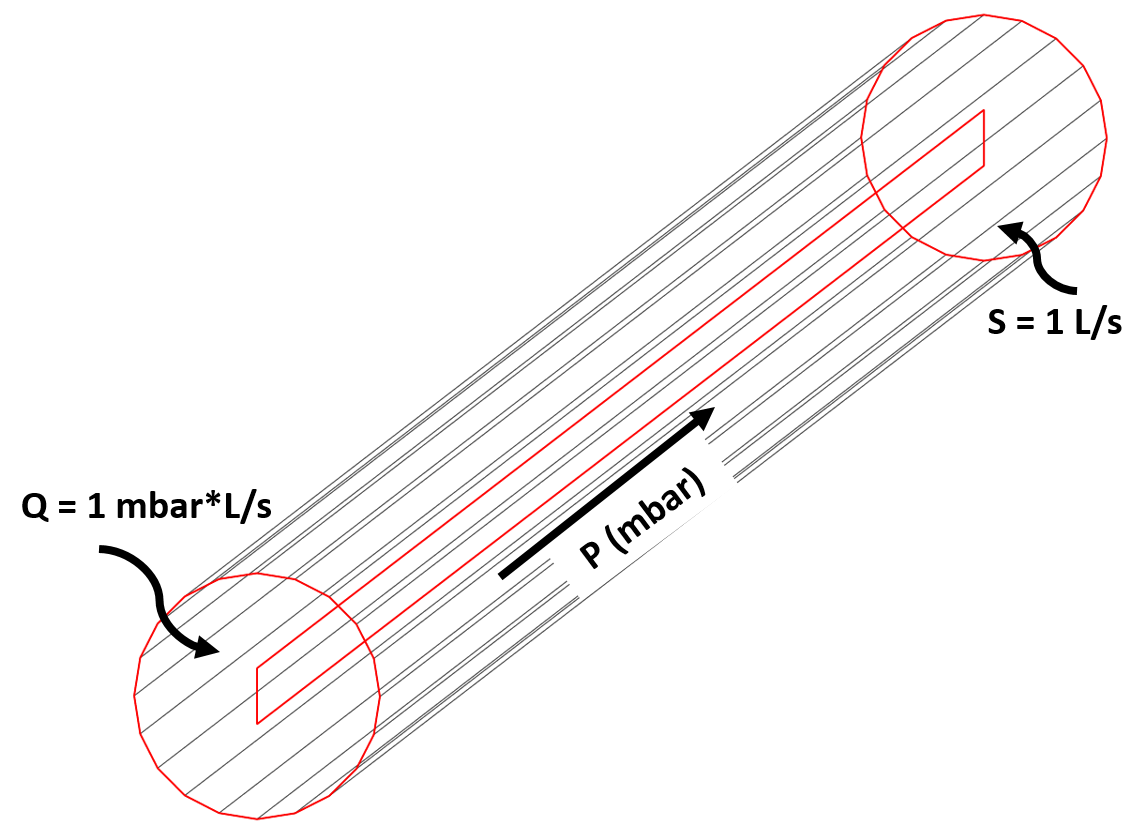 S = 1 L/s
Q = 1 mbar*L/s
P (mbar)